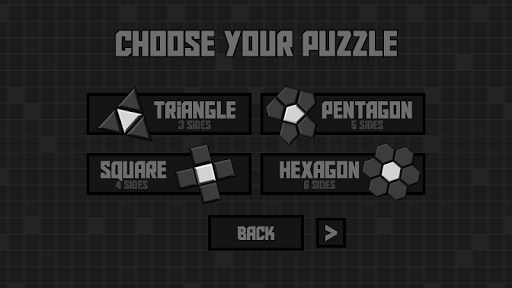 CHOOSE YOUR PUZZLE
TRiANGLE
3 SIDES
PENTAGON
5 SIDES
SQUARE
4 SIDES
HEXAGON
6 SIDES
BACK
>